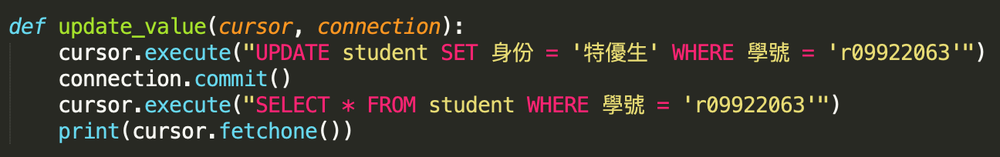 def update_value(cursor, connection):
    cursor.execute("UPDATE student SET 身份 = '特優生' WHERE 學號 = 'r09922063'")
    connection.commit()
    cursor.execute("SELECT * FROM student WHERE 學號 = 'r09922063'")
    print(cursor.fetchone())